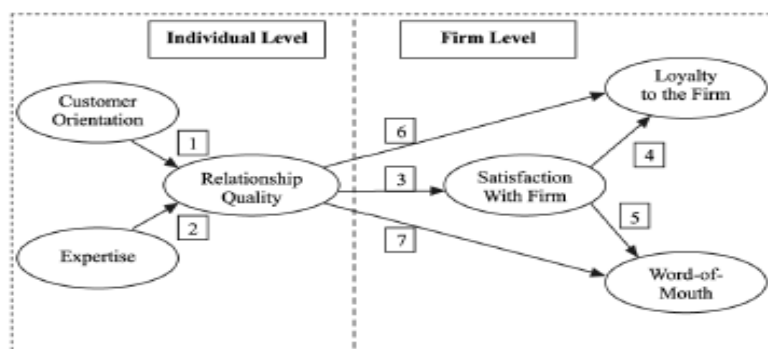 Individual Level
Firm Level
Customer
Orientation
Loyalty
to the Firm
1
6
4
Relationship
Quality
3
Satisfaction
With Firm
2
7
5
Expertise
Word-of-
Mouth